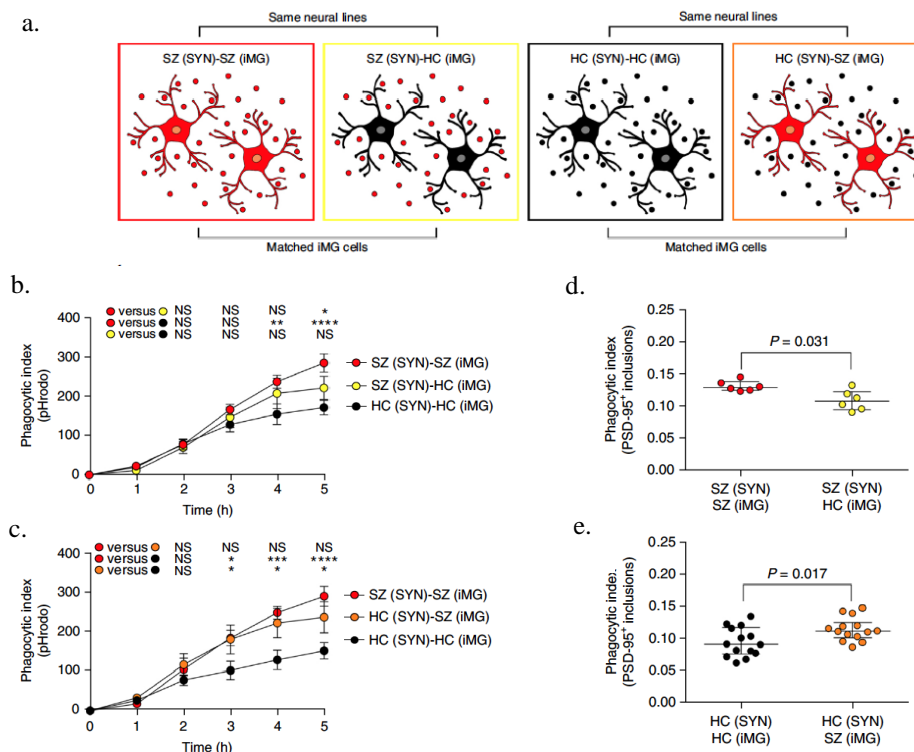 a.
Same neural lines
Same neural lines
SZ (SYN)-SZ (iMG)
SZ (SYN)-HC (iMG)
HC (SYN)-HC (iMG)
HC (SYN)-SZ (iMG)
Matched iMG cells
Matched iMG cells
b.
versus NS NS NS *
versus NS NS ** ****
versus NS NS NS NS
Phagocytic index
(pHrodo)
400
300
200
100
0
0 1 2 3 4 5
Time (h)
SZ (SYN)-SZ (iMG)
SZ (SYN)-HC (iMG)
HC (SYN)-HC (iMG)
d.
Phagocytic index
(PSD-95+ inclusions)
0.25
0.20
0.15
0.10
0.05
0.00
P = 0.031
SZ (SYN) SZ (SYN)
SZ (iMG) HC (iMG)
c.
versus NS NS NS NS
versus NS * *** ****
versus NS * * *
Phagocytic index
(pHrodo)
400
300
200
100
0
0 1 2 3 4 5
Time (h)
SZ (SYN)-SZ (iMG)
HC (SYN)-SZ (iMG)
HC (SYN)-HC (iMG)
e.
Phagocytic index.
(PSD-95+ inclusions)
0.25
0.20
0.15
0.10
0.05
0.00
P = 0.017
HC (SYN) HC (SYN)
HC (iMG) SZ (iMG)